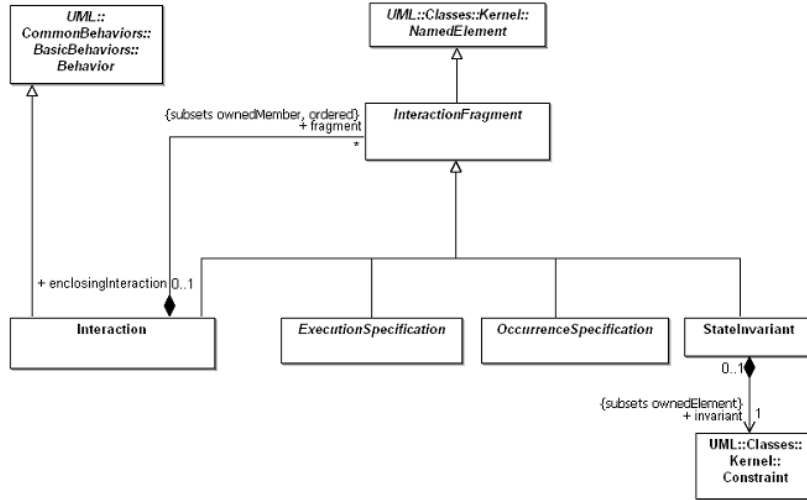 UML::
CommonBehaviors::
BasicBehaviors::
Behavior
UML::Classes::Kernel::
NamedElement
{subsets ownedMember, ordered}
+ fragment
*
InteractionFragment
+ enclosingInteraction
0..1
Interaction
ExecutionSpecification
OccurrenceSpecification
StateInvariant
0..1
{subsets ownedElement}
+ invariant
1
UML::Classes::
Kernel::
Constraint